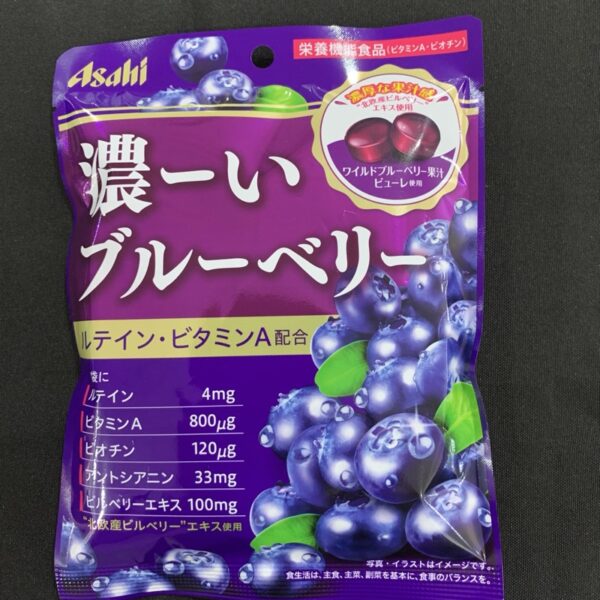 Asahi
栄養機能食品(ビタミンA・ビオチン)
濃厚な果汁感
"北欧産ビルベリー"
エキス使用
ワイルドブルーベリー果汁
ピューレ使用
濃ーい
ブルーベリー
ルテイン・ビタミンA配合
袋に
ルテイン 4mg
ビタミンA 800μg
ビオチン 120μg
アントシアニン 33mg
ビルベリーエキス 100mg
"北欧産ビルベリー"エキス使用
写真・イラストはイメージです。
食生活は、主食、主菜、副菜を基本に、食事のバランスを。